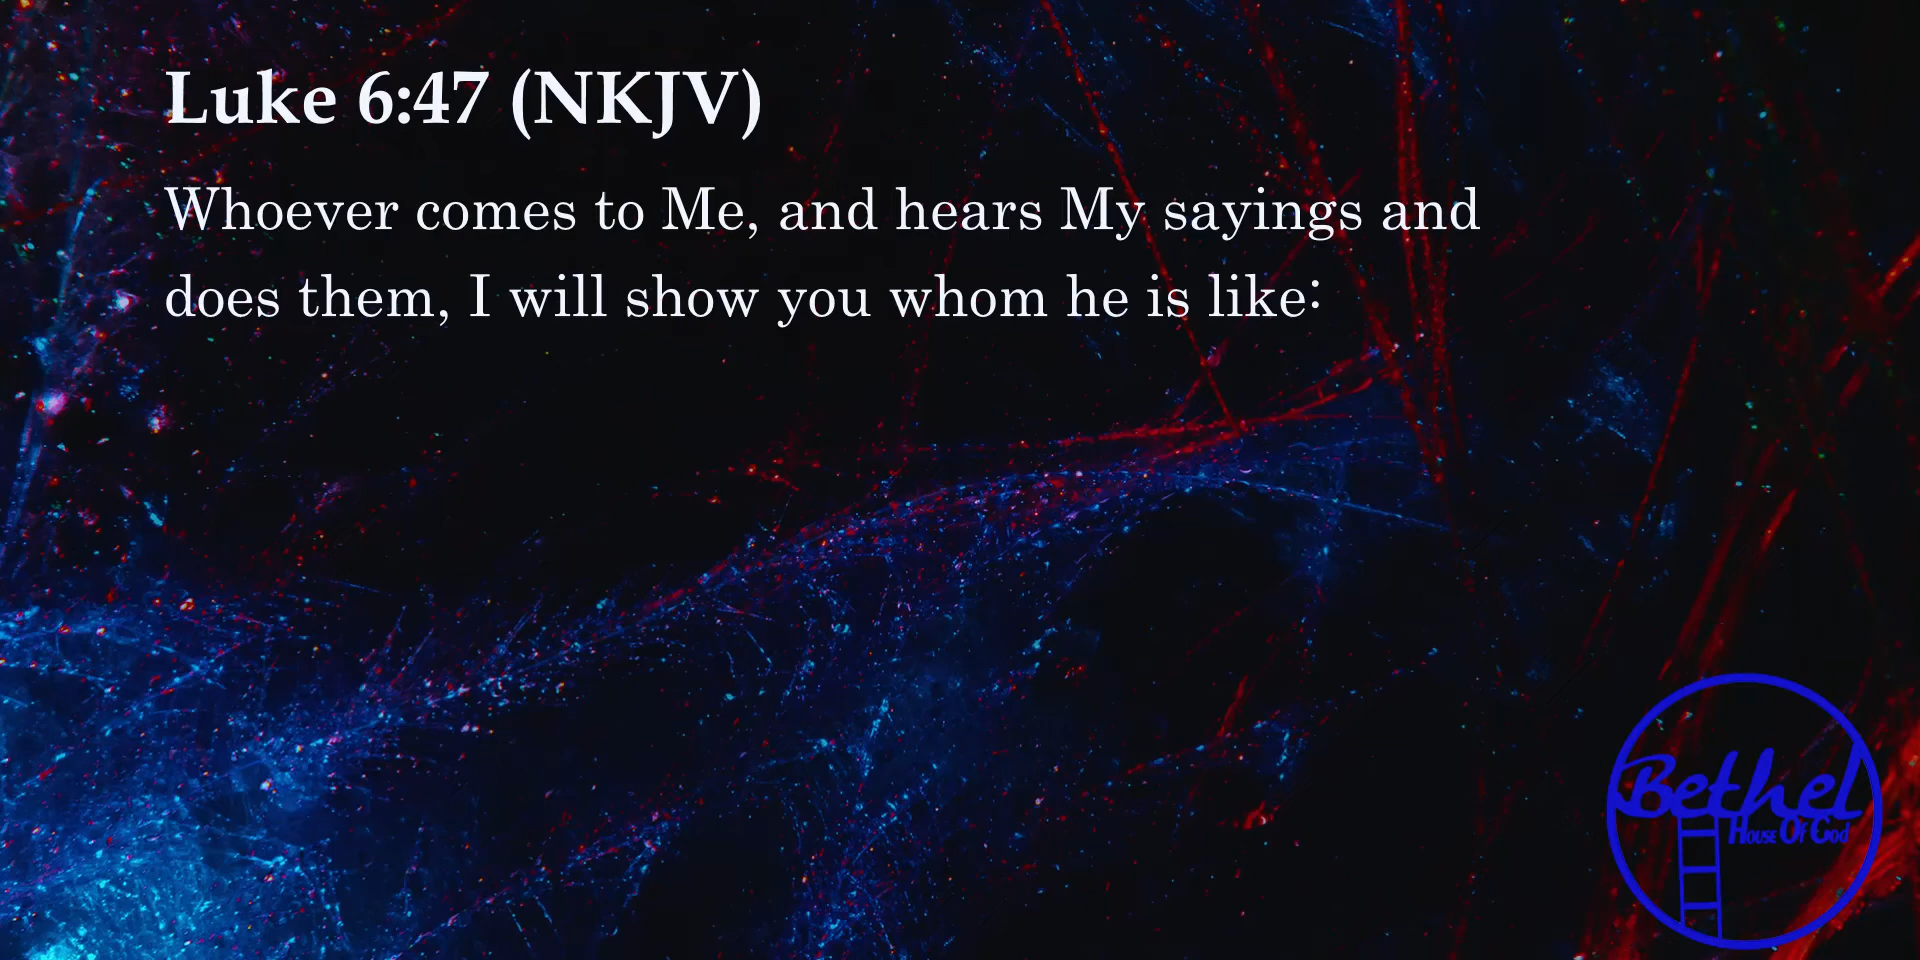 Luke 6:47 (NKJV)
Whoever comes to Me, and hears My sayings and
does them, I will show you whom he is like:
Bethel
House Of God